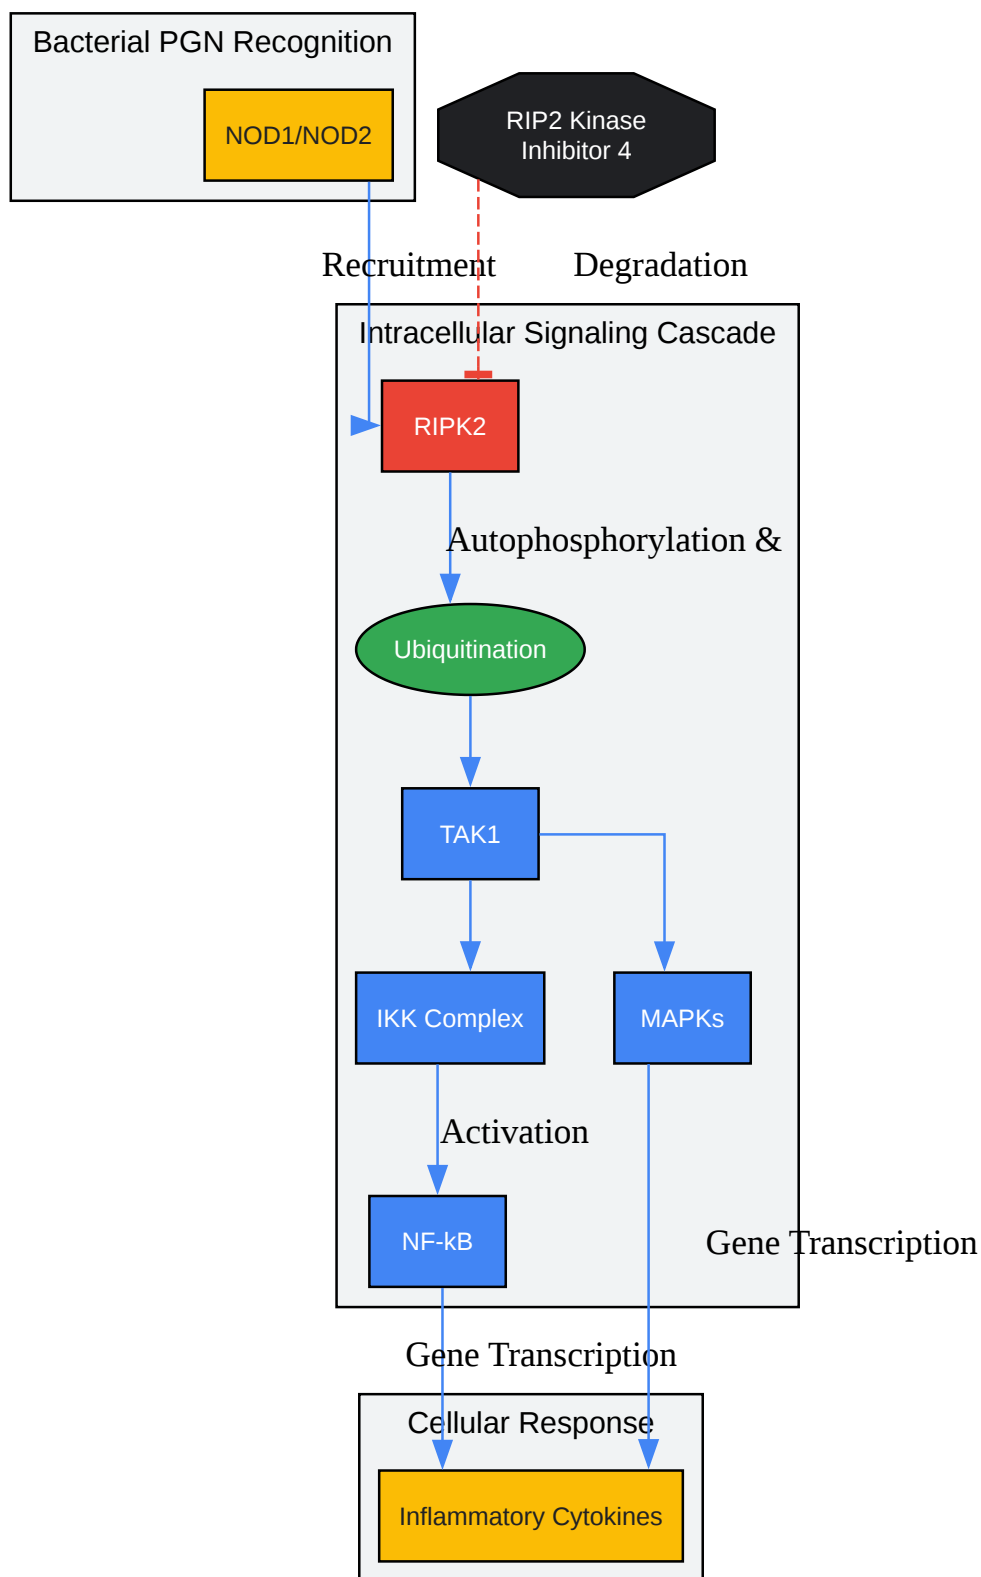 Bacterial PGN Recognition
NOD1/NOD2
RIP2 Kinase
Inhibitor 4
Recruitment
Degradation
Intracellular Signaling Cascade
RIPK2
Autophosphorylation &
Ubiquitination
TAK1
IKK Complex
MAPKs
Activation
NF-kB
Gene Transcription
Gene Transcription
Cellular Response
Inflammatory Cytokines